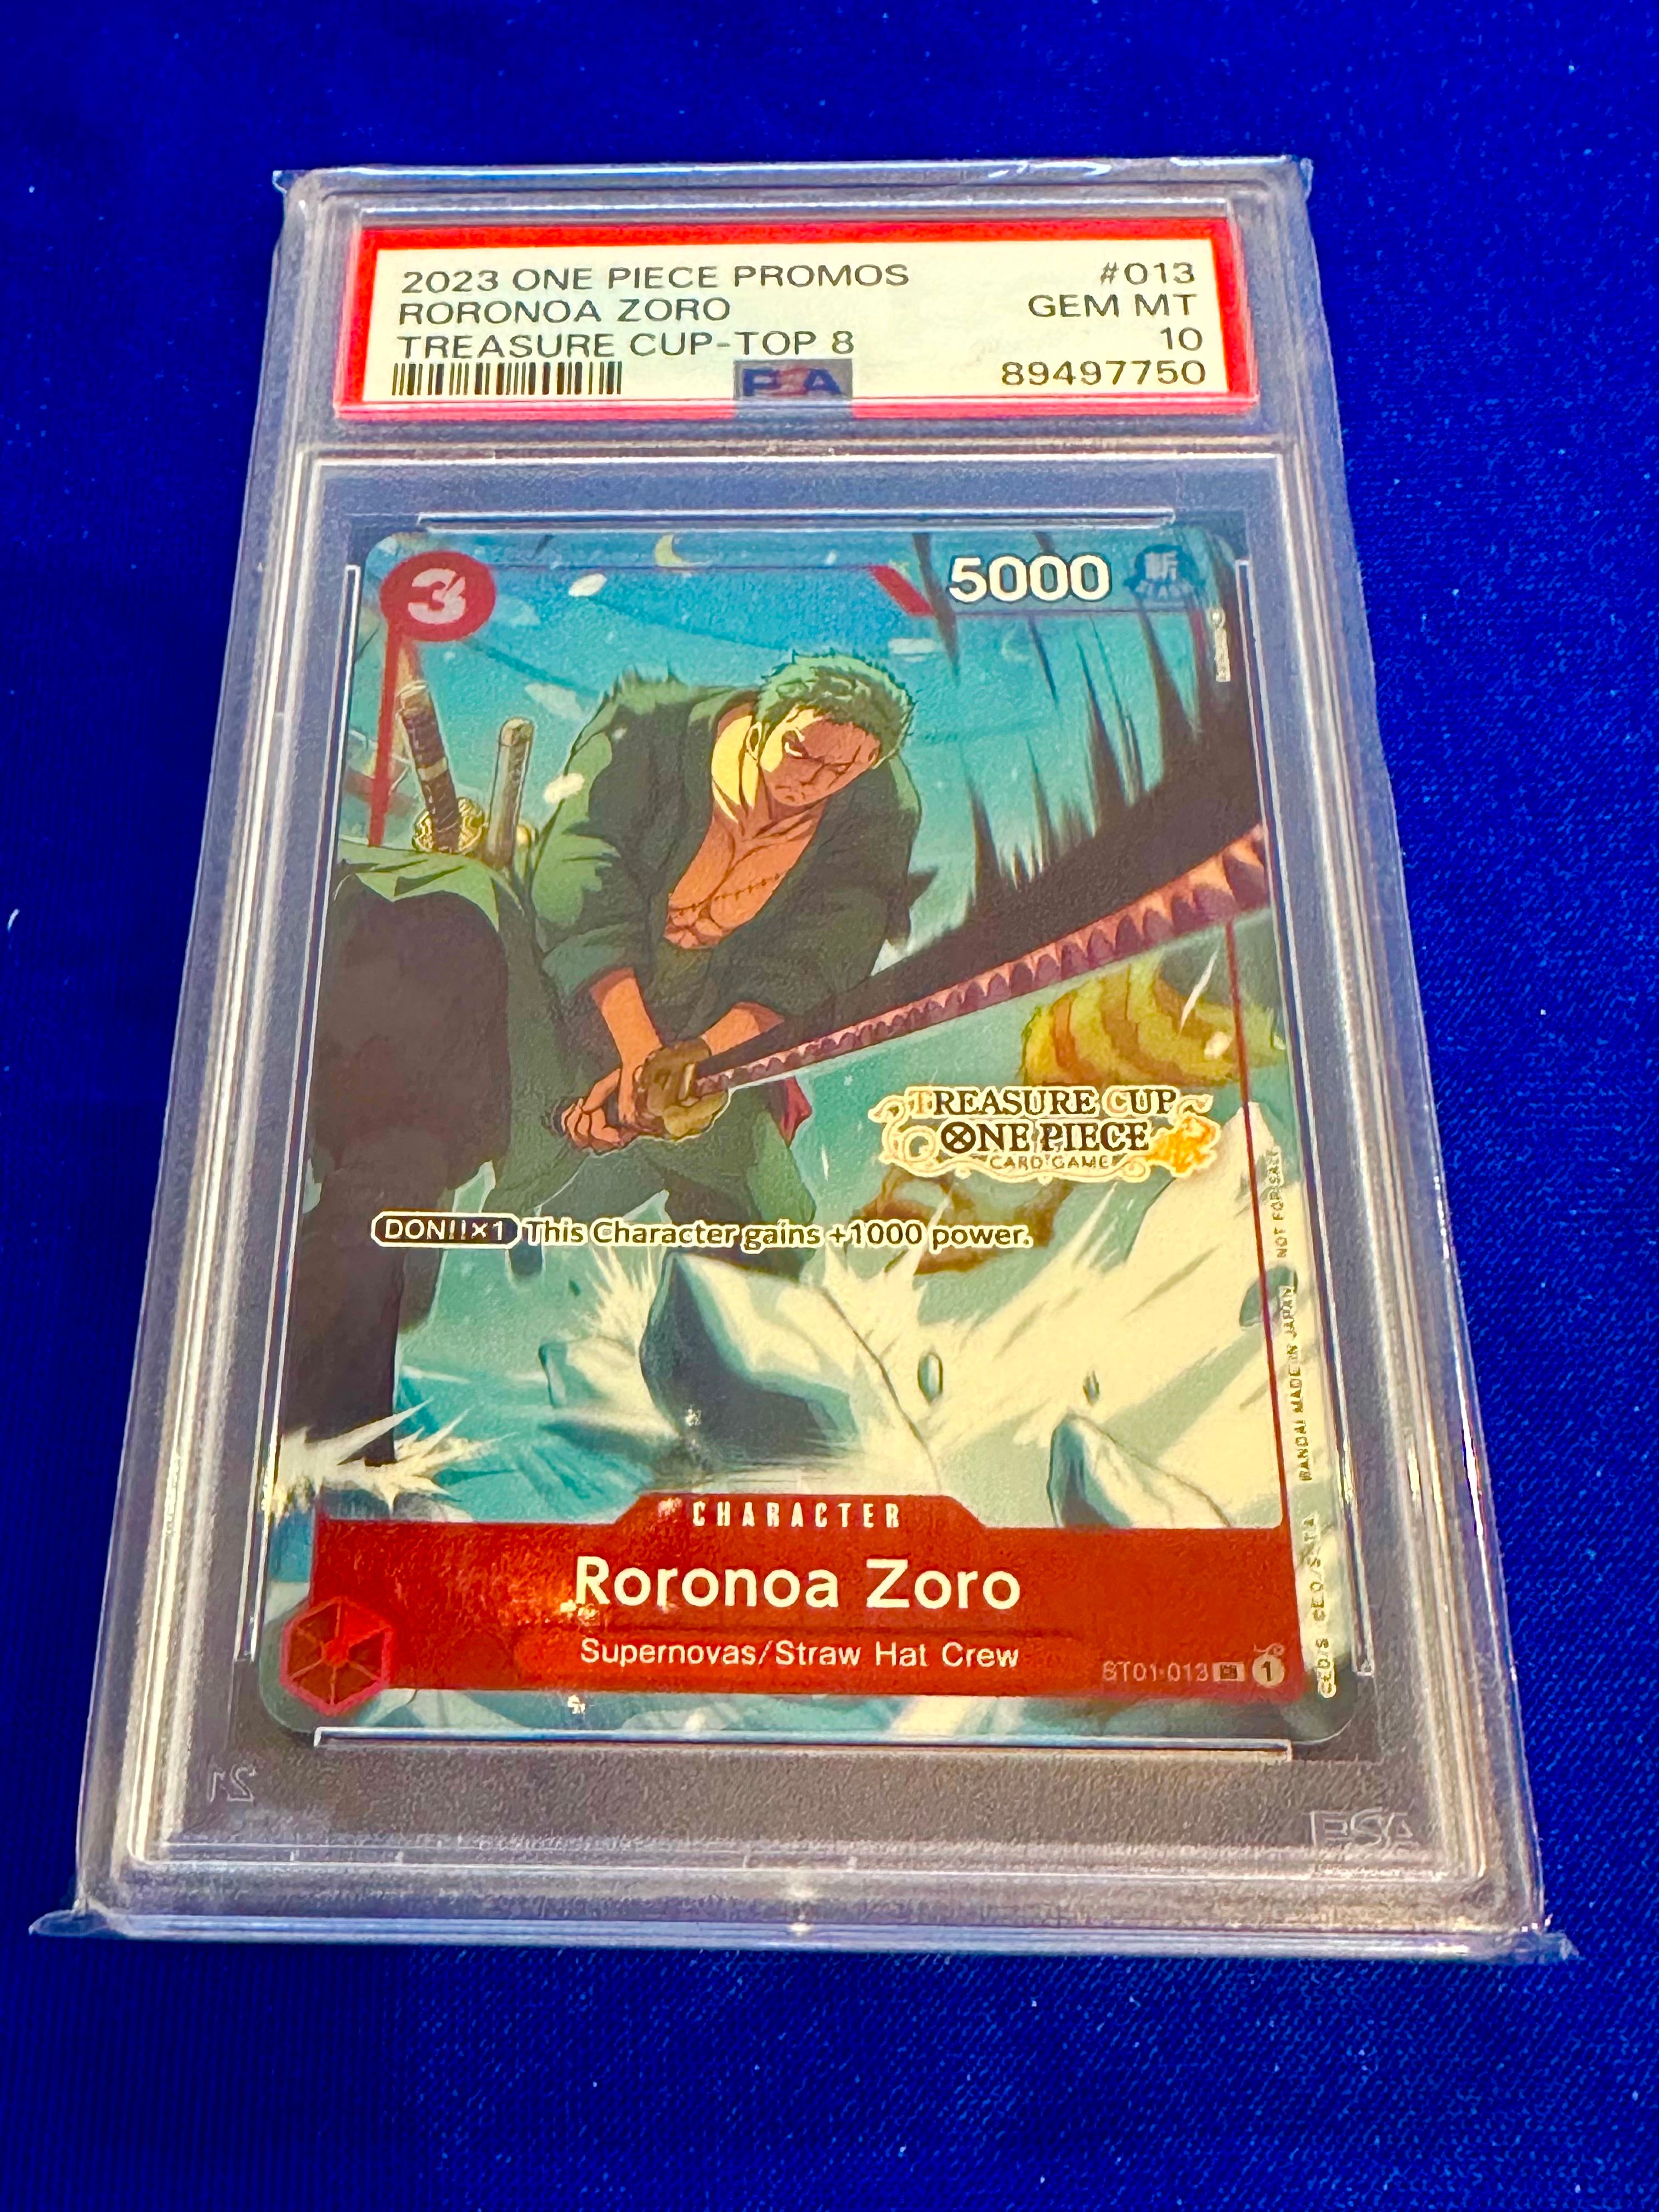 2023 ONE PIECE PROMOS #013
RORONOA ZORO GEM MT
TREASURE CUP-TOP 8 10
PSA 89497750
3
5000 斬
TREASURE CUP
ONE PIECE
CARD GAME
DON!!×1 This Character gains +1000 power.
CHARACTER
Roronoa Zoro
Supernovas/Straw Hat Crew
ST01-013 1
BANDAI MADE IN JAPAN NOT FOR SALE
PSA